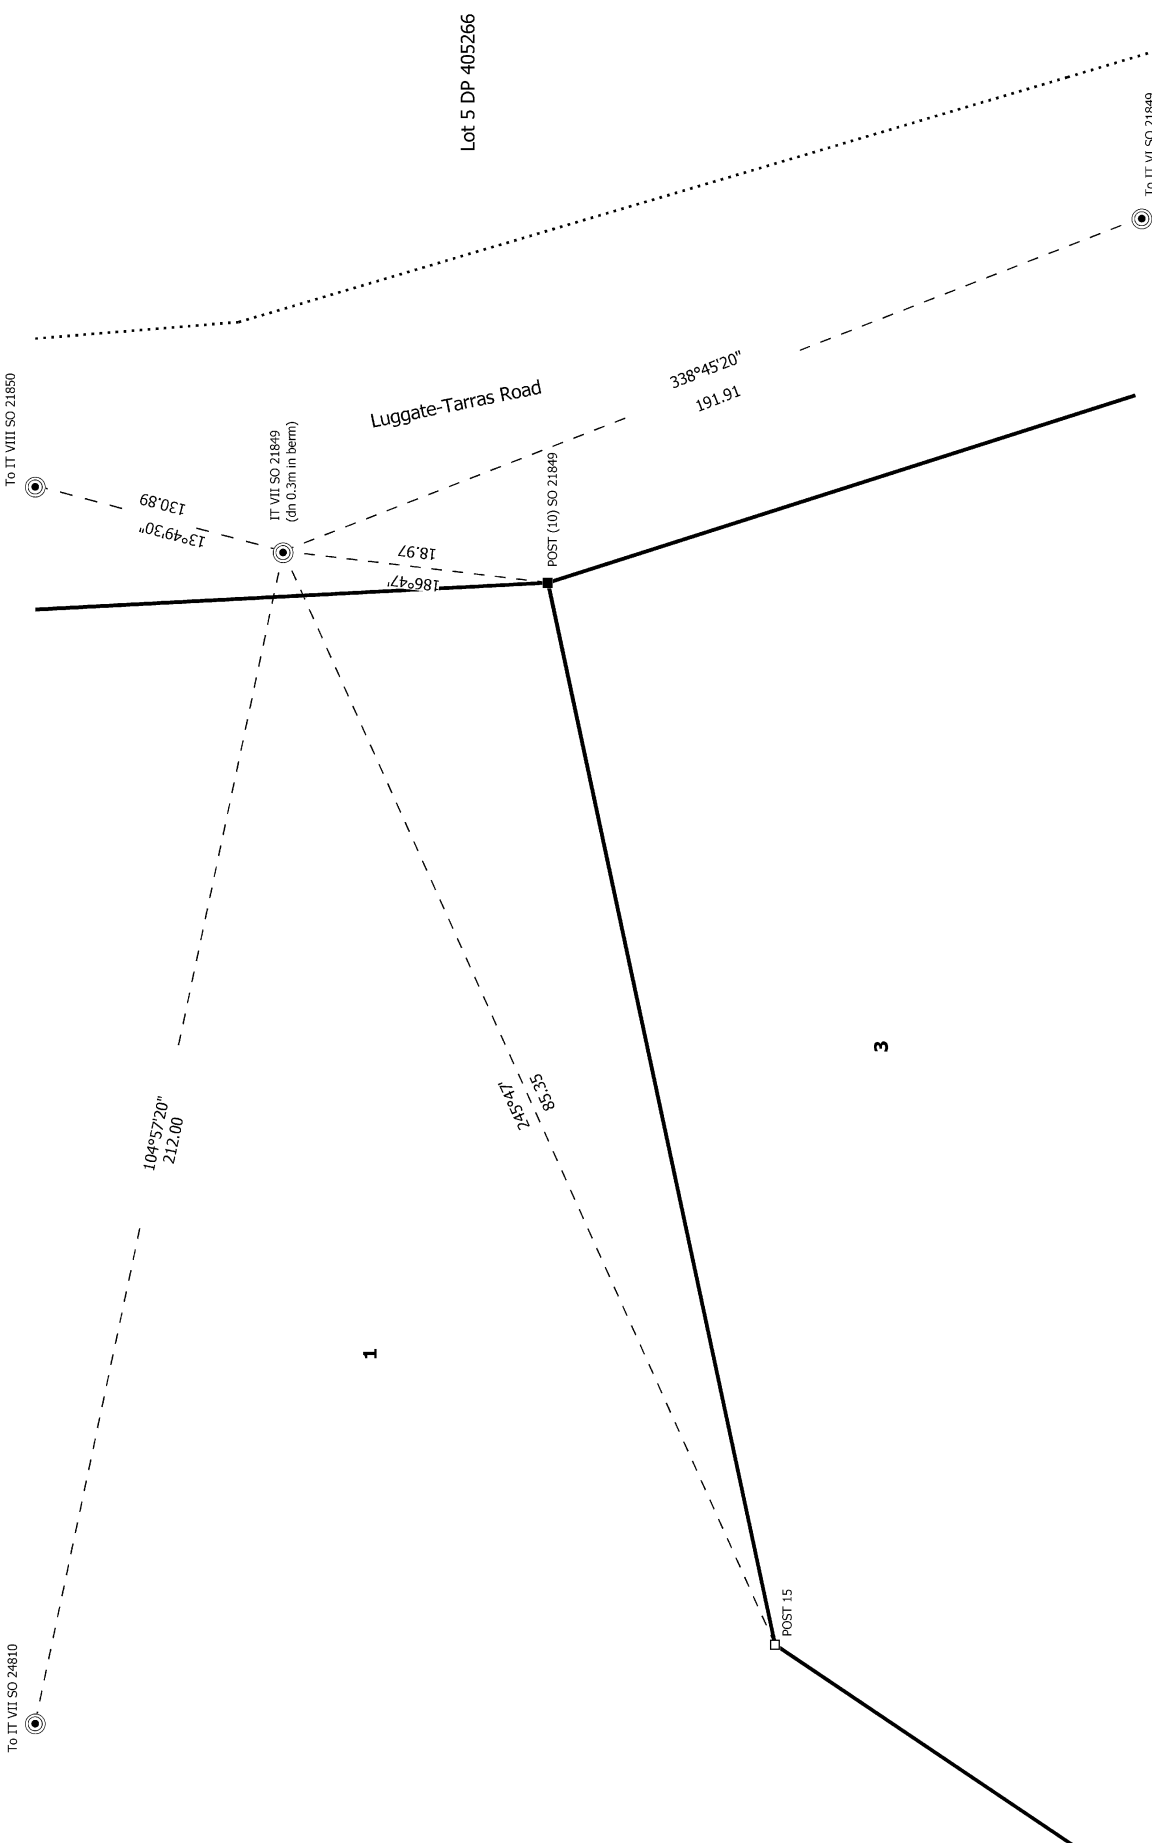 Lot 5 DP 405266
To IT VI SO 21849
To IT VIII SO 21850
Luggate-Tarras Road
338°45'20"
191.91
IT VII SO 21849
(dn 0.3m in berm)
130.89
13°49'30"
POST (10) SO 21849
18.97
186°47'
104°57'20"
212.00
245°47'
85.35
3
1
POST 15
To IT VII SO 24810